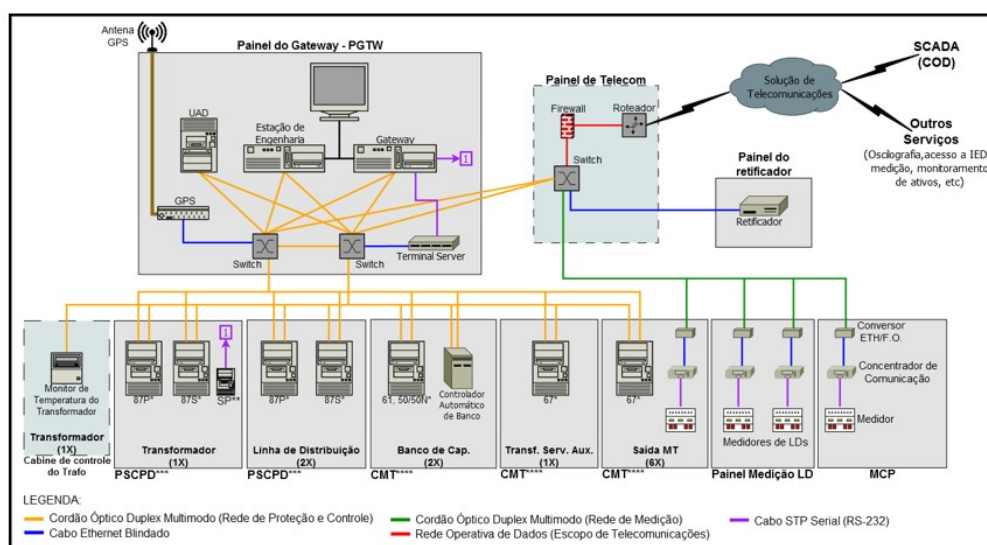 Antena
GPS
Painel do Gateway - PGTW
UAD
Estação de
Engenharia
Gateway
1
GPS
Switch
Switch
Terminal Server
Painel de Telecom
Firewall
Roteador
Switch
Solução de
Telecomunicações
SCADA
(COD)
Outros
Serviços
(Oscilografia,acesso a IED
medição, monitoramento
de ativos, etc)
Painel do
retificador
Retificador
Monitor de
Temperatura do
Transformador
Transformador
(1X)
Cabine de controle
do Trafo
1
87P*
87S*
SP**
Transformador
(1X)
PSCPD***
87P*
87S*
Linha de Distribuição
(2X)
PSCPD***
61, 50/50N*
Controlador
Automático
de Banco
Banco de Cap.
(2X)
CMT****
67*
Transf. Serv. Aux.
(1X)
CMT****
67*
Saída MT
(6X)
CMT****
Medidores de LDs
Painel Medição LD
Conversor
ETH/F.O.
Concentrador de
Comunicação
Medidor
MCP
LEGENDA:
Cordão Óptico Duplex Multimodo (Rede de Proteção e Controle)
Cordão Óptico Duplex Multimodo (Rede de Medição)
Cabo STP Serial (RS-232)
Cabo Ethernet Blindado
Rede Operativa de Dados (Escopo de Telecomunicações)